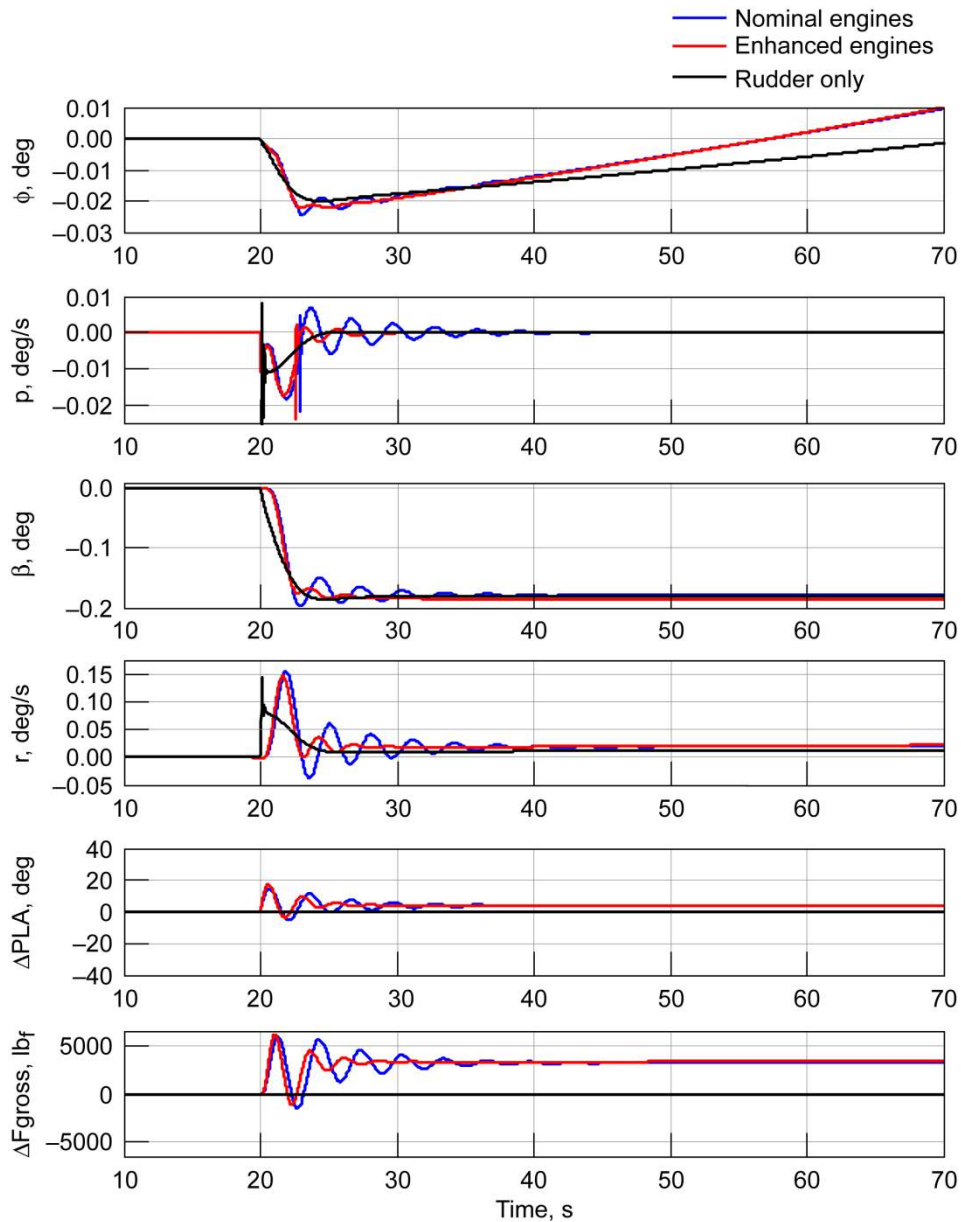 Nominal engines
Enhanced engines
Rudder only
ϕ, deg
0.01
0.00
–0.01
–0.02
–0.03
10 20 30 40 50 60 70
p, deg/s
0.01
0.00
–0.01
–0.02
10 20 30 40 50 60 70
β, deg
0.0
–0.1
–0.2
10 20 30 40 50 60 70
r, deg/s
0.15
0.10
0.05
0.00
–0.05
10 20 30 40 50 60 70
ΔPLA, deg
40
20
0
–20
–40
10 20 30 40 50 60 70
ΔFgross, lbf
5000
0
–5000
10 20 30 40 50 60 70
Time, s